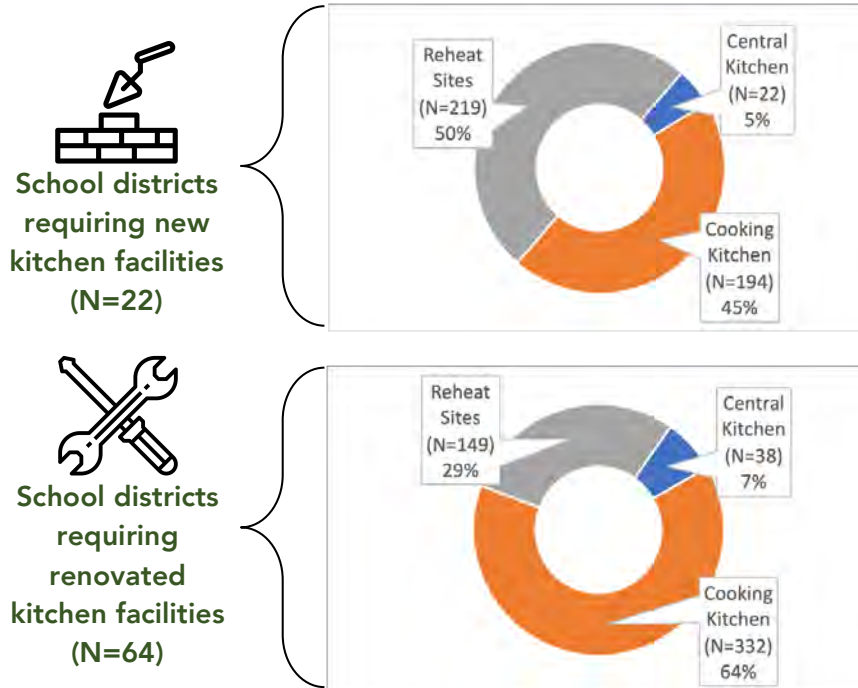 School districts
requiring new
kitchen facilities
(N=22)
Reheat
Sites
(N=219)
50%
Central
Kitchen
(N=22)
5%
Cooking
Kitchen
(N=194)
45%
School districts
requiring
renovated
kitchen facilities
(N=64)
Reheat
Sites
(N=149)
29%
Central
Kitchen
(N=38)
7%
Cooking
Kitchen
(N=332)
64%